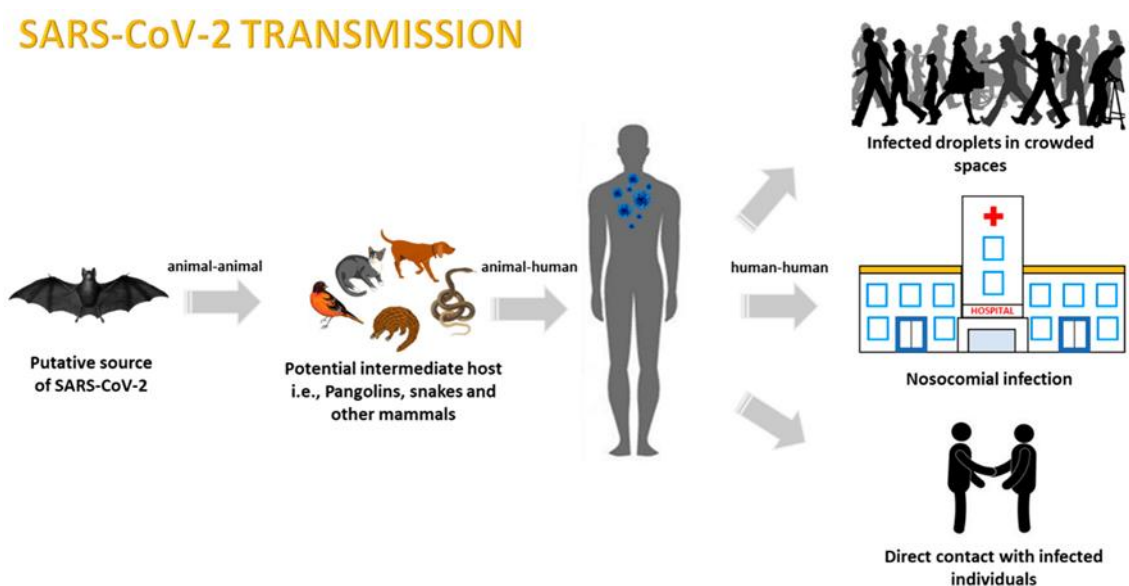 SARS-CoV-2 TRANSMISSION
animal-animal
animal-human
human-human
Putative source
of SARS-CoV-2
Potential intermediate host
i.e., Pangolins, snakes and
other mammals
Infected droplets in crowded
spaces
HOSPITAL
Nosocomial infection
Direct contact with infected
individuals